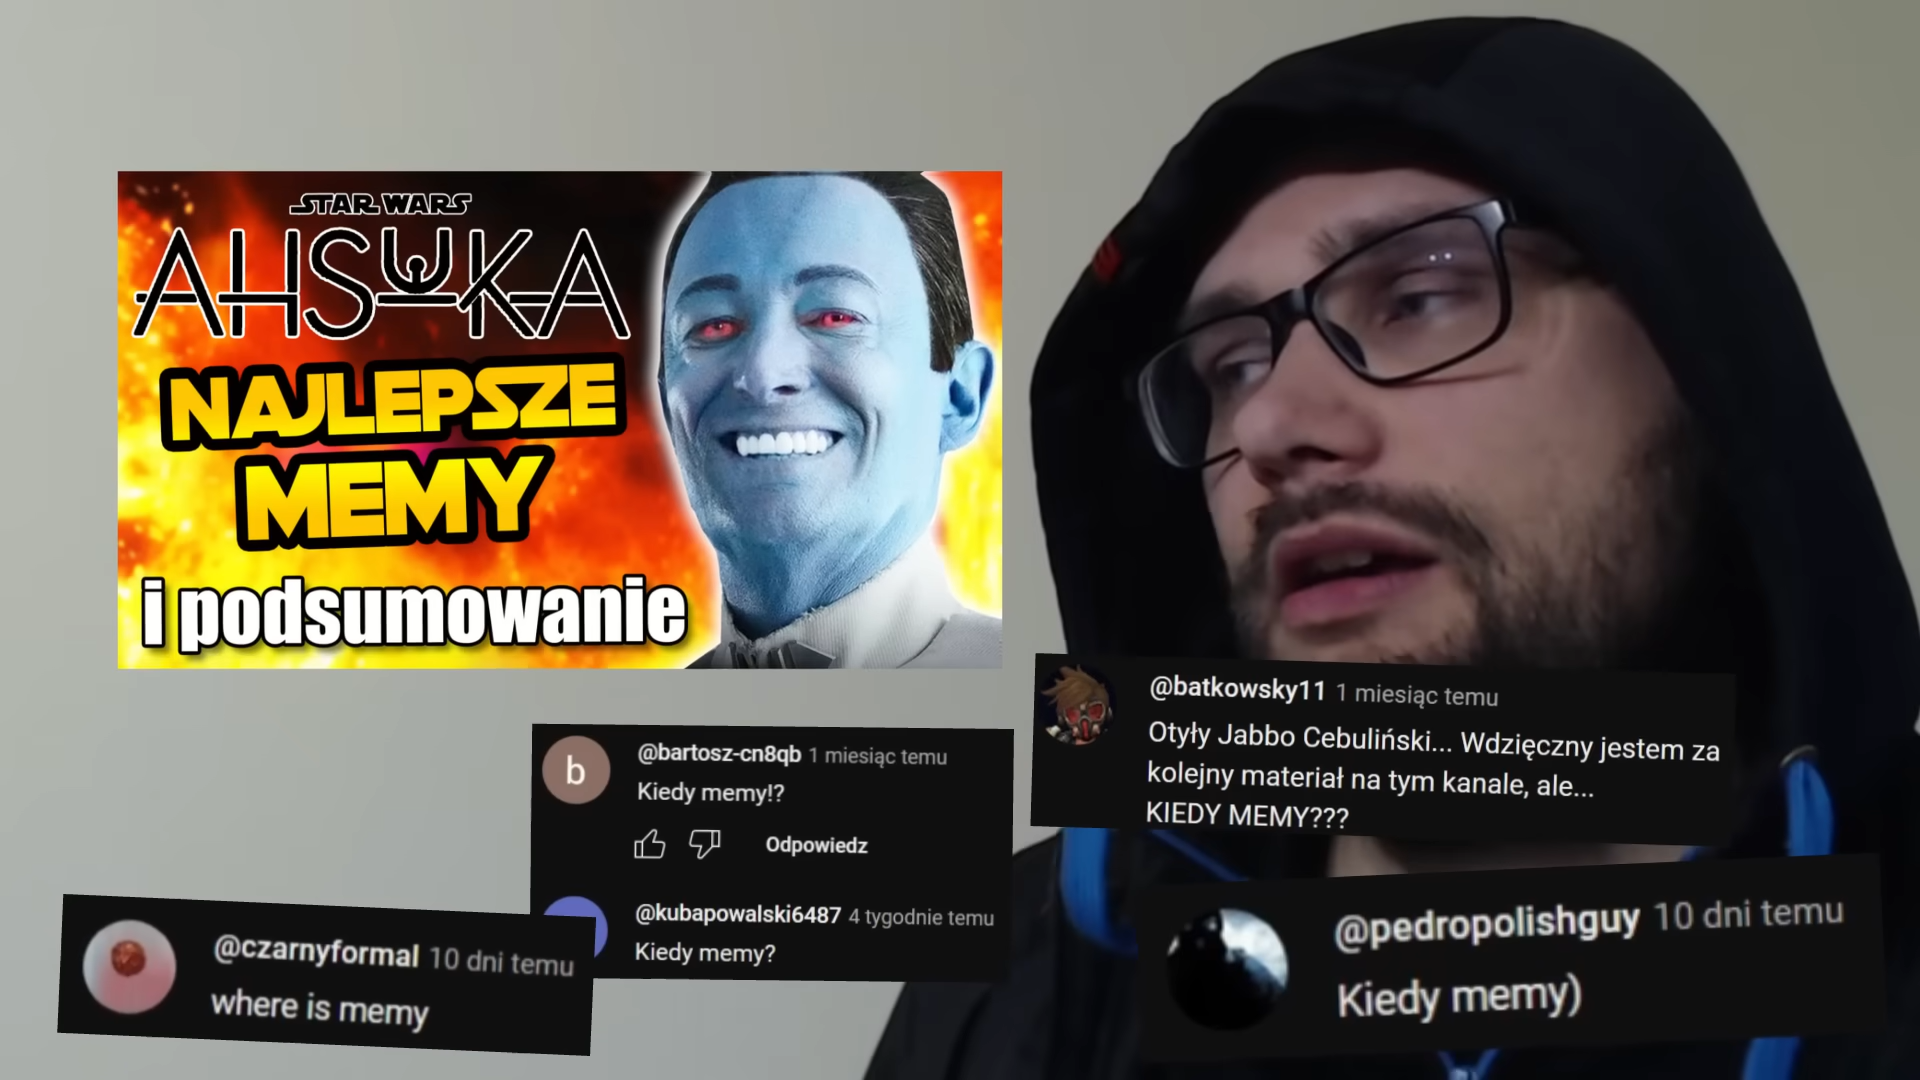 STAR WARS
AHSOKA
NAJLEPSZE
MEMY
i podsumowanie
@batkowsky11 1 miesiąc temu
Otyły Jabbo Cebuliński... Wdzięczny jestem za
kolejny materiał na tym kanale, ale...
KIEDY MEMY???
b
@bartosz-cn8qb 1 miesiąc temu
Kiedy memy!?
Odpowiedz
@kubapowalski6487 4 tygodnie temu
Kiedy memy?
@czarnyformal 10 dni temu
where is memy
@pedropolishguy 10 dni temu
Kiedy memy)